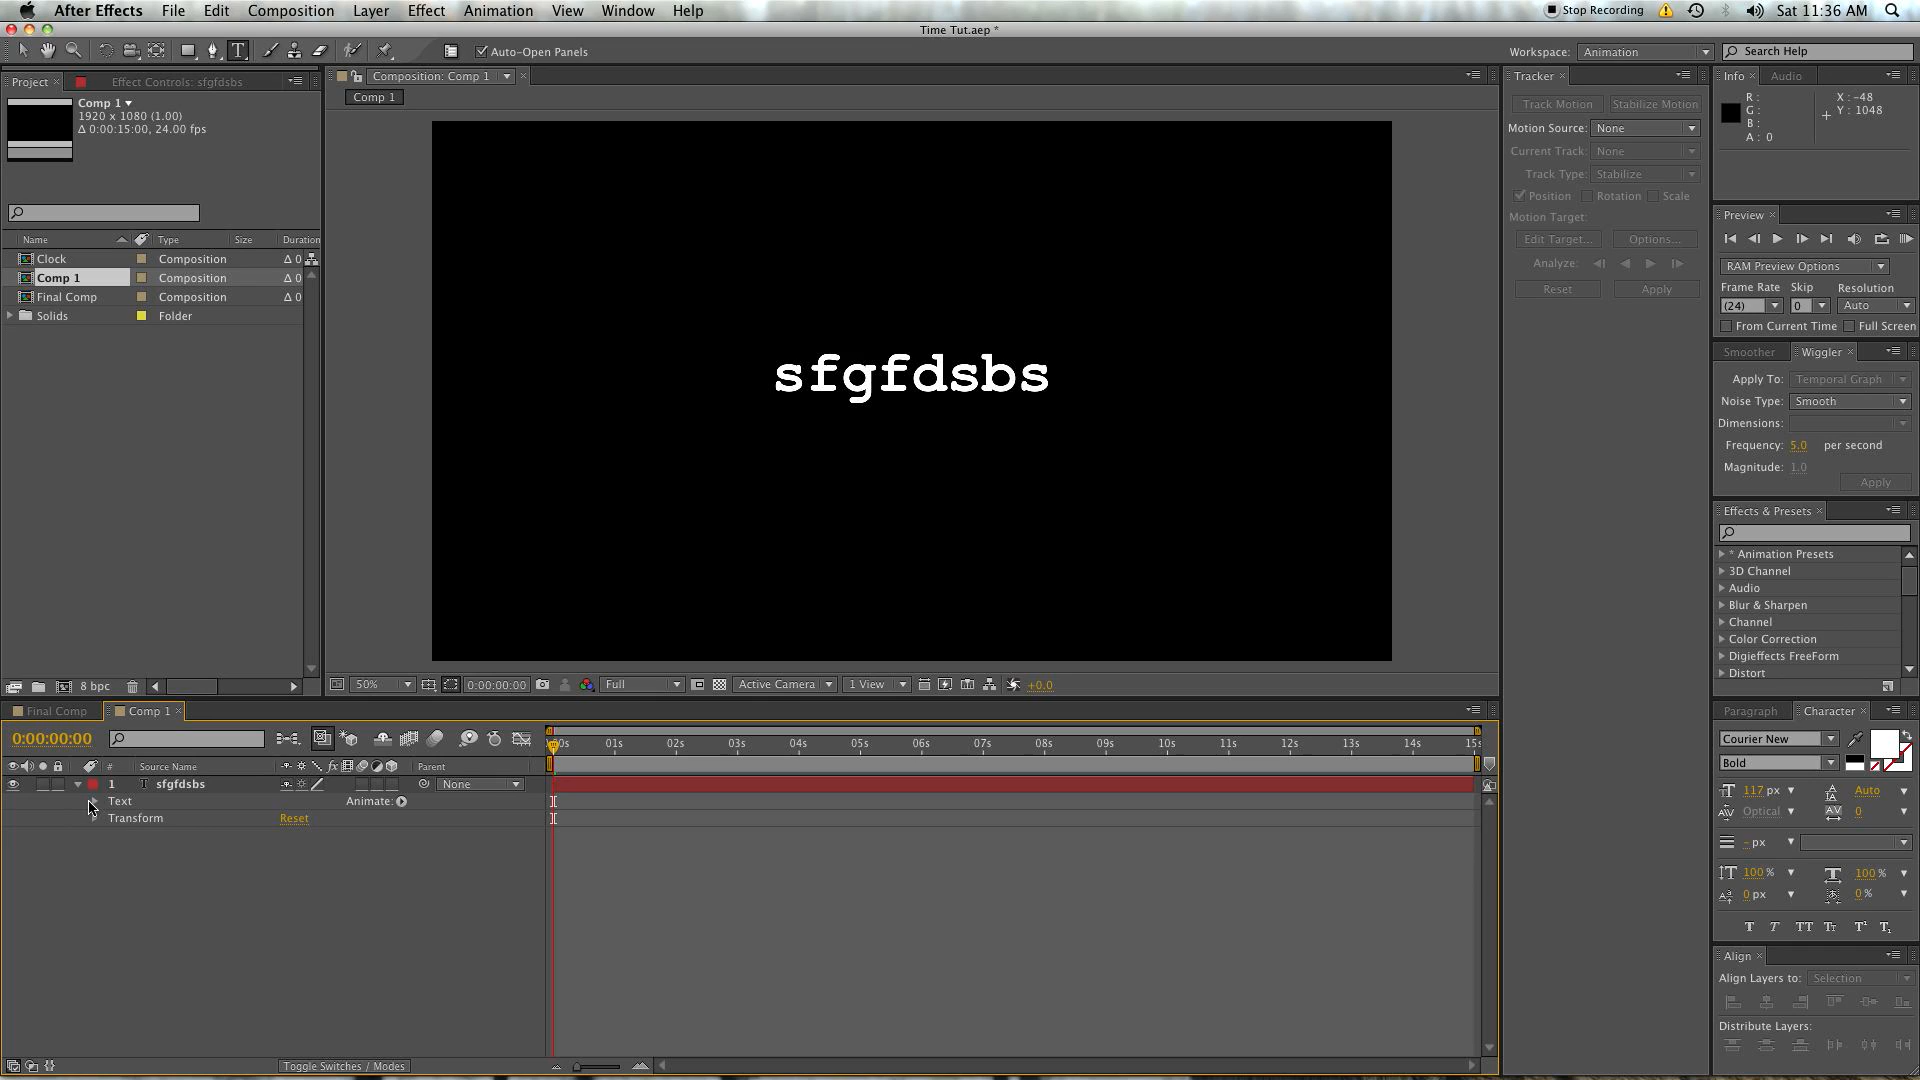 After Effects File Edit Composition Layer Effect Animation View Window Help Stop Recording Sat 11:36 AM
Time Tut.aep *
Auto-Open Panels Workspace: Animation Search Help
Project Effect Controls: sfgfdsbs
Comp 1
1920 x 1080 (1.00)
Δ 0:00:15:00, 24.00 fps
Name Type Size Duration
Clock Composition Δ 0
Comp 1 Composition Δ 0
Final Comp Composition Δ 0
Solids Folder
8 bpc
Composition: Comp 1
Comp 1
sfgfdsbs
50% 0:00:00:00 Full Active Camera 1 View +0.0
Tracker
Track Motion Stabilize Motion
Motion Source: None
Current Track: None
Track Type: Stabilize
Position Rotation Scale
Motion Target:
Edit Target... Options...
Analyze:
Reset Apply
Info Audio
R : X : -48
G : Y : 1048
B :
A : 0
Preview
RAM Preview Options
Frame Rate Skip Resolution
(24) 0 Auto
From Current Time Full Screen
Smoother Wiggler
Apply To: Temporal Graph
Noise Type: Smooth
Dimensions:
Frequency: 5.0 per second
Magnitude: 1.0
Apply
Effects & Presets
* Animation Presets
3D Channel
Audio
Blur & Sharpen
Channel
Color Correction
Digieffects FreeForm
Distort
Final Comp Comp 1
0:00:00:00
00s 01s 02s 03s 04s 05s 06s 07s 08s 09s 10s 11s 12s 13s 14s 15s
# Source Name fx Parent
1 T sfgfdsbs None
Text Animate:
Transform Reset
Toggle Switches / Modes
Paragraph Character
Courier New
Bold
117 px Auto
Optical 0
- px
100 % 100 %
0 px 0 %
T T TT Tt T¹ T₁
Align
Align Layers to: Selection
Distribute Layers: